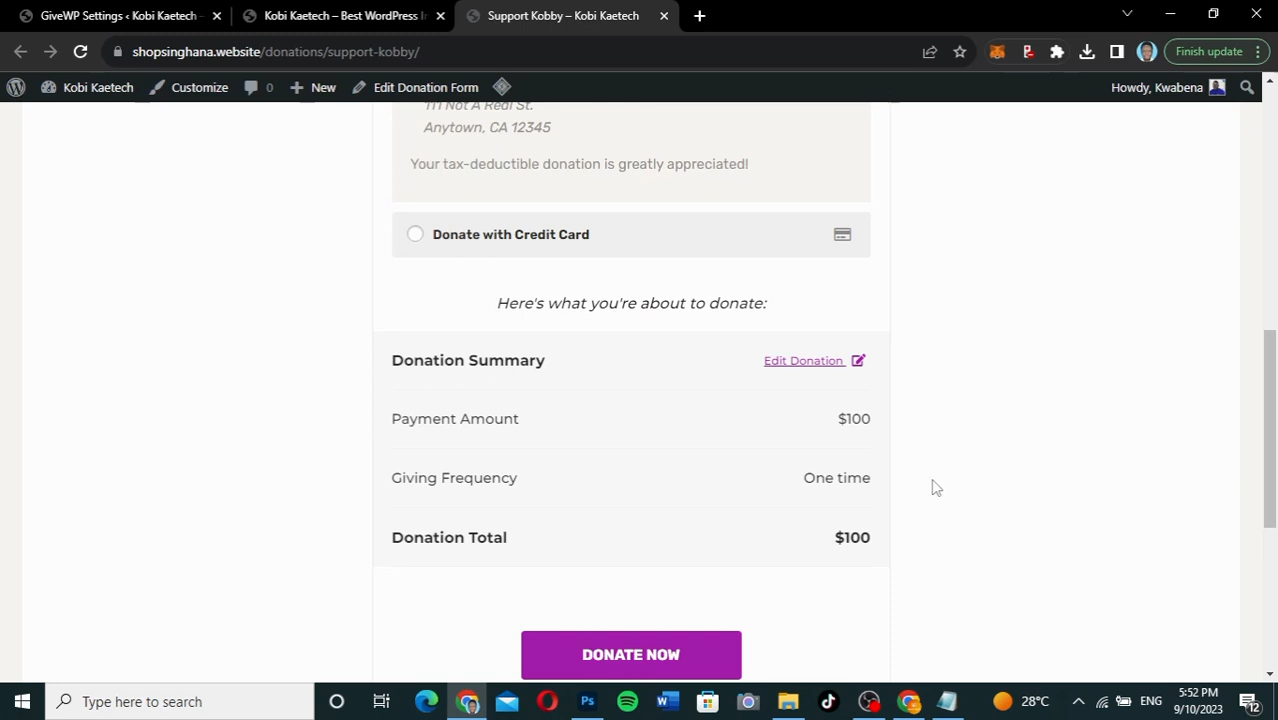 GiveWP Settings ‹ Kobi Kaetech –
Kobi Kaetech – Best WordPress I
Support Kobby – Kobi Kaetech
shopsinghana.website/donations/support-kobby/
Finish update
Kobi Kaetech
Customize
0
New
Edit Donation Form
Howdy, Kwabena
111 Not A Real St.
Anytown, CA 12345
Your tax-deductible donation is greatly appreciated!
Donate with Credit Card
Here's what you're about to donate:
Donation Summary
Edit Donation
Payment Amount
$100
Giving Frequency
One time
Donation Total
$100
DONATE NOW
Type here to search
28°C
ENG
5:52 PM
9/10/2023
12